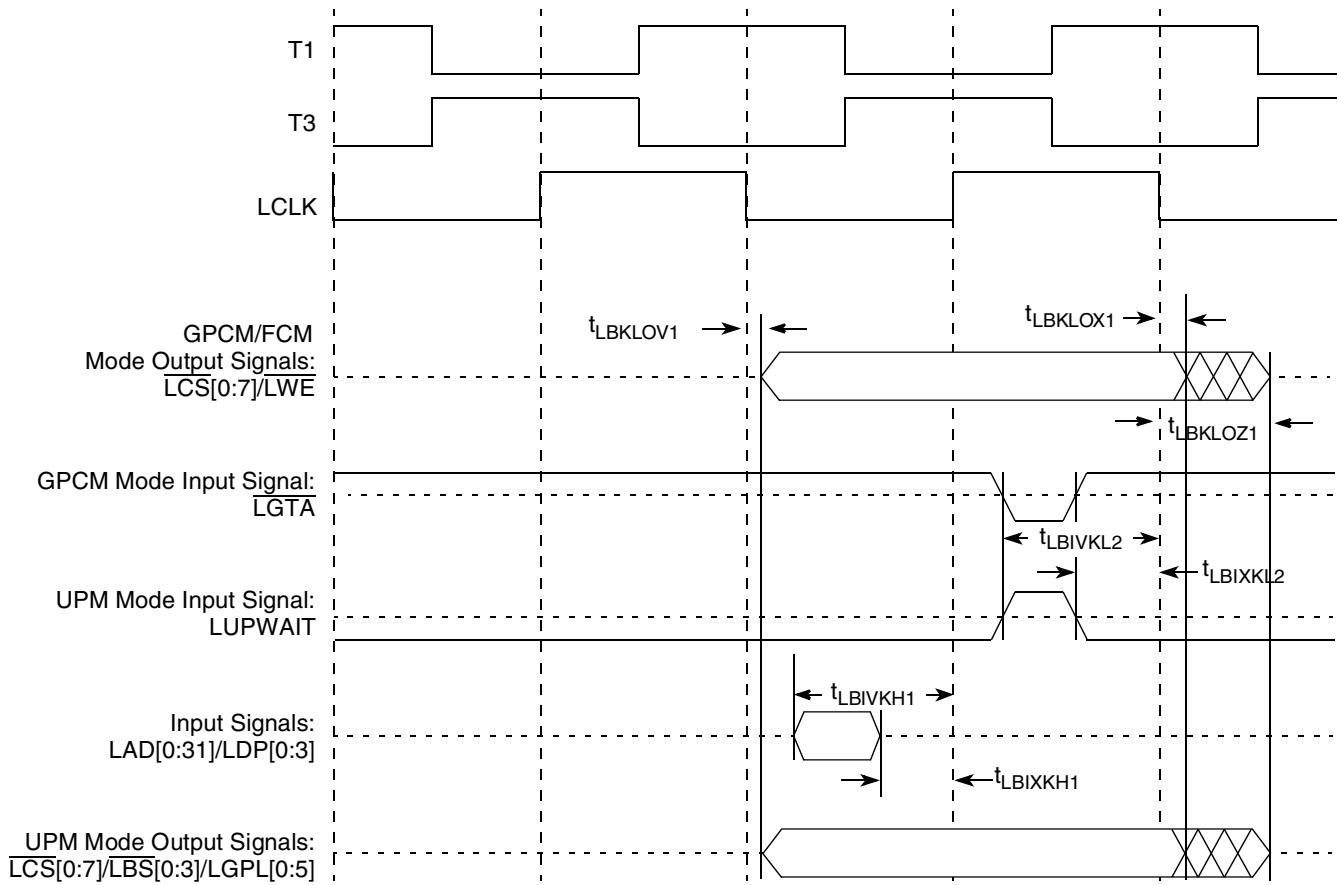 T1
T3
LCLK
GPCM/FCM
Mode Output Signals:
LCS[0:7]/LWE
tLBKLOV1
tLBKLOX1
tLBKLOZ1
GPCM Mode Input Signal:
LGTA
tLBIVKL2
tLBIXKL2
UPM Mode Input Signal:
LUPWAIT
tLBIVKH1
Input Signals:
LAD[0:31]/LDP[0:3]
tLBIXKH1
UPM Mode Output Signals:
LCS[0:7]/LBS[0:3]/LGPL[0:5]